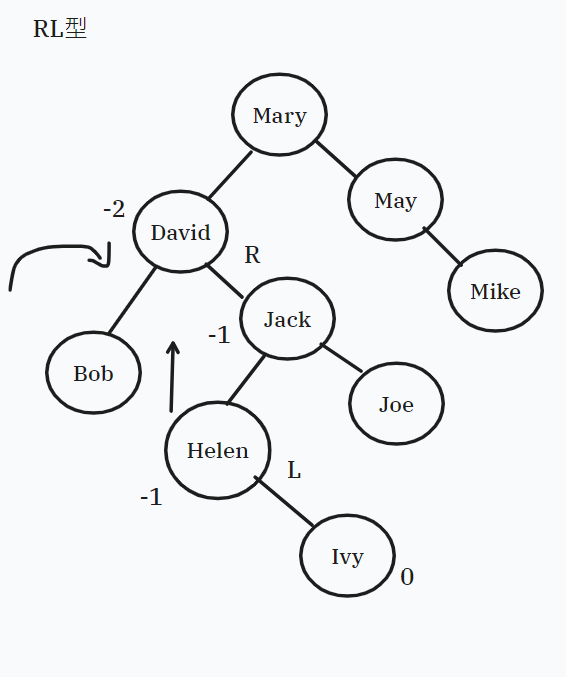 RL型
Mary
May
-2
David
R
Mike
Jack
-1
Bob
Joe
Helen
L
-1
Ivy
0